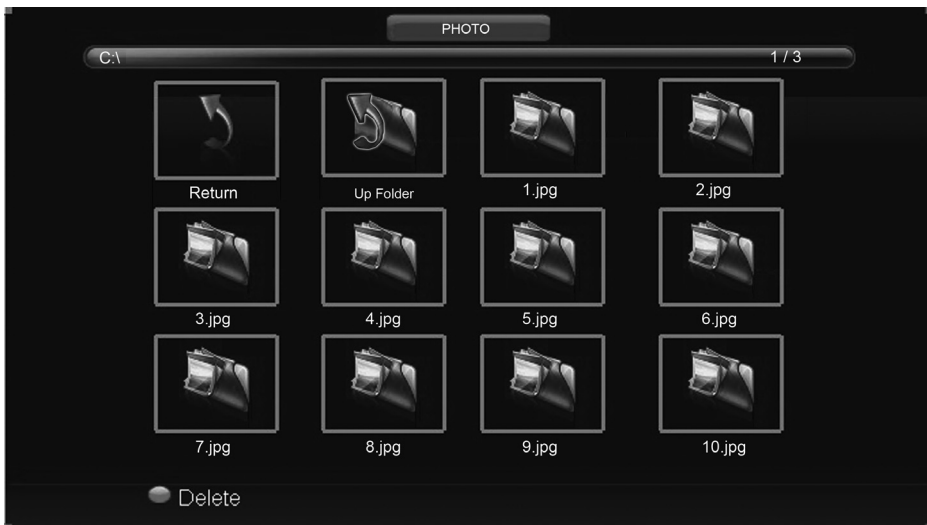 PHOTO
C:\ 1 / 3
Return Up Folder 1.jpg 2.jpg
3.jpg 4.jpg 5.jpg 6.jpg
7.jpg 8.jpg 9.jpg 10.jpg
Delete